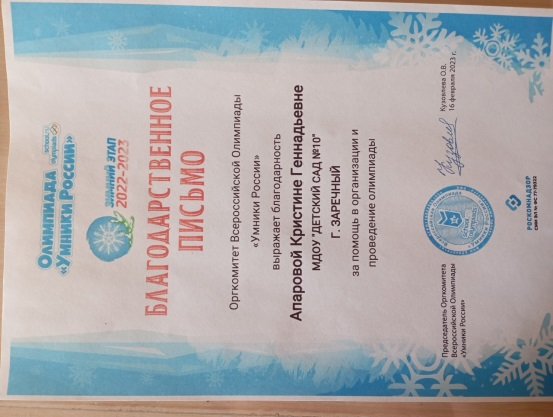 Олимпиада
«Умники России»
ЗИМНИЙ ЭТАП
2022-2023
БЛАГОДАРСТВЕННОЕ
ПИСЬМО
Оргкомитет Всероссийской Олимпиады
«Умники России»
выражает благодарность
Апаровой Кристине Геннадьевне
МДОУ "ДЕТСКИЙ САД №10"
Г. ЗАРЕЧНЫЙ
за помощь в организации и
проведение олимпиады
Председатель Оргкомитета
Всероссийской Олимпиады
«Умники России»
Кузовлева О.В.
16 февраля 2023 г.
РОСКОМНАДЗОР